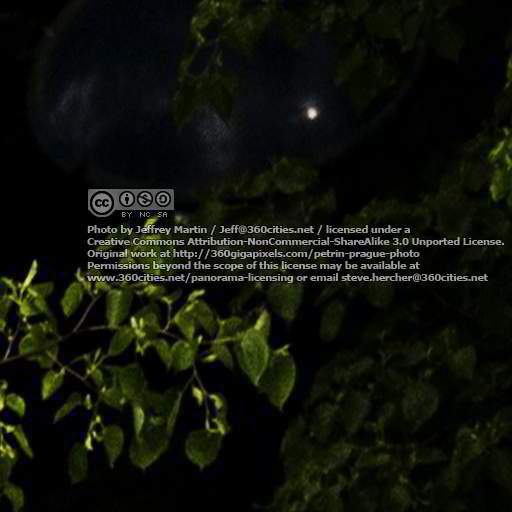 cc
BY NC SA
Photo by Jeffrey Martin / Jeff@360cities.net / licensed under a
Creative Commons Attribution-NonCommercial-ShareAlike 3.0 Unported License.
Original work at http://360gigapixels.com/petrin-prague-photo
Permissions beyond the scope of this license may be available at
www.360cities.net/panorama-licensing or email steve.hercher@360cities.net